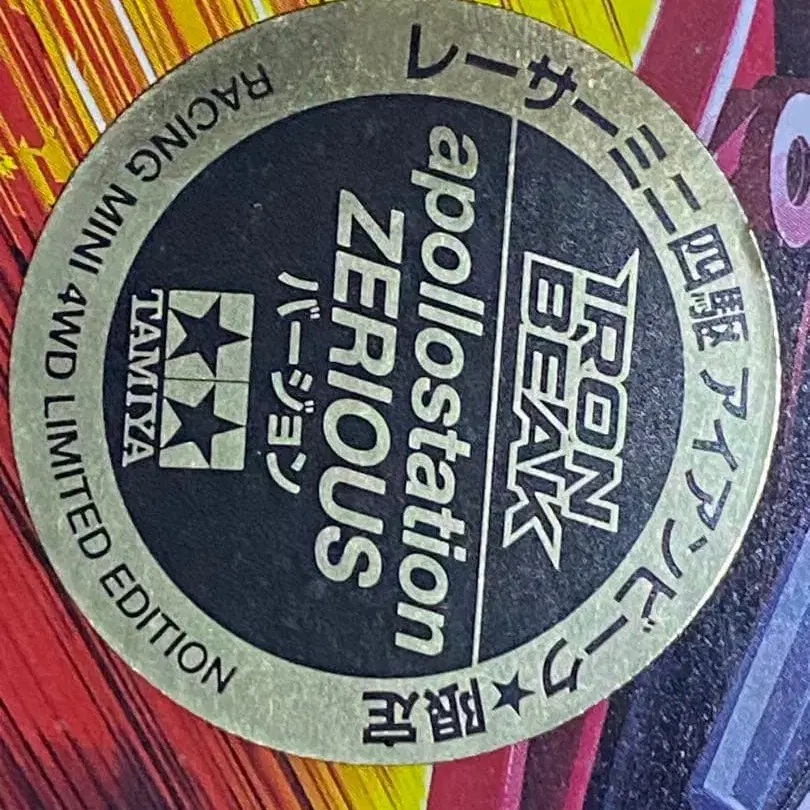 レーサーミニ四駆 アイアンビーク★限定
IRON
BEAK
apollostation
ZERIOUS
バージョン
TAMIYA
RACING MINI 4WD LIMITED EDITION